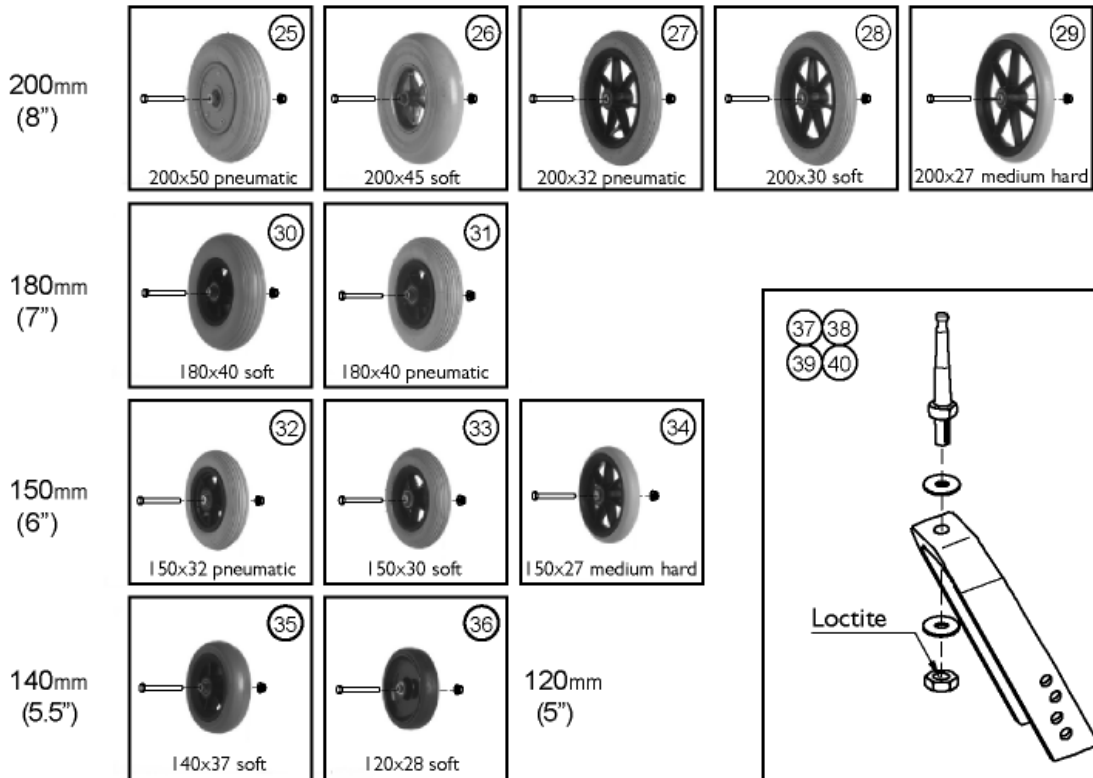 25
26
27
28
29
200mm
(8”)
200x50 pneumatic
200x45 soft
200x32 pneumatic
200x30 soft
200x27 medium hard
30
31
180mm
(7”)
180x40 soft
180x40 pneumatic
32
33
34
150mm
(6”)
150x32 pneumatic
150x30 soft
150x27 medium hard
35
36
140mm
(5.5”)
120mm
(5”)
140x37 soft
120x28 soft
37 38
39 40
Loctite